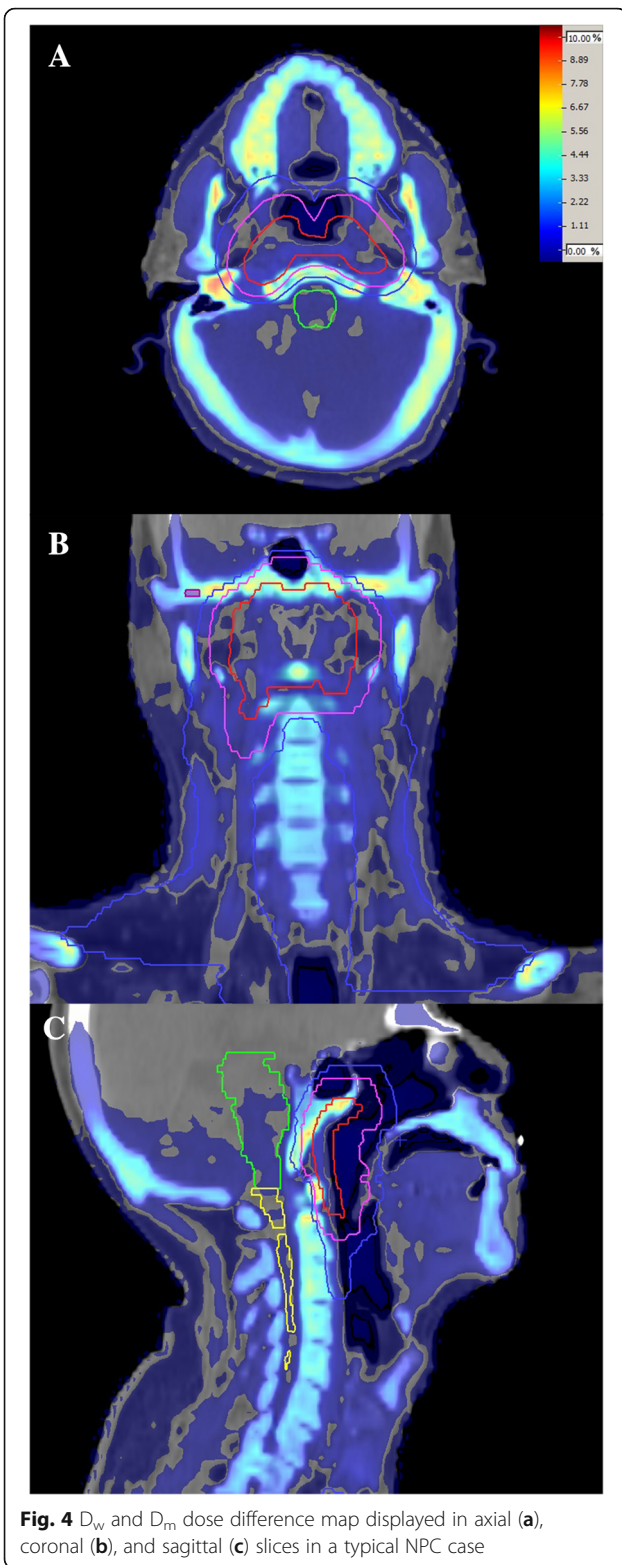 A
10.00 %
8.89
7.78
6.67
5.56
4.44
3.33
2.22
1.11
0.00 %
B
C
Fig. 4 Dw and Dm dose difference map displayed in axial (a),
coronal (b), and sagittal (c) slices in a typical NPC case